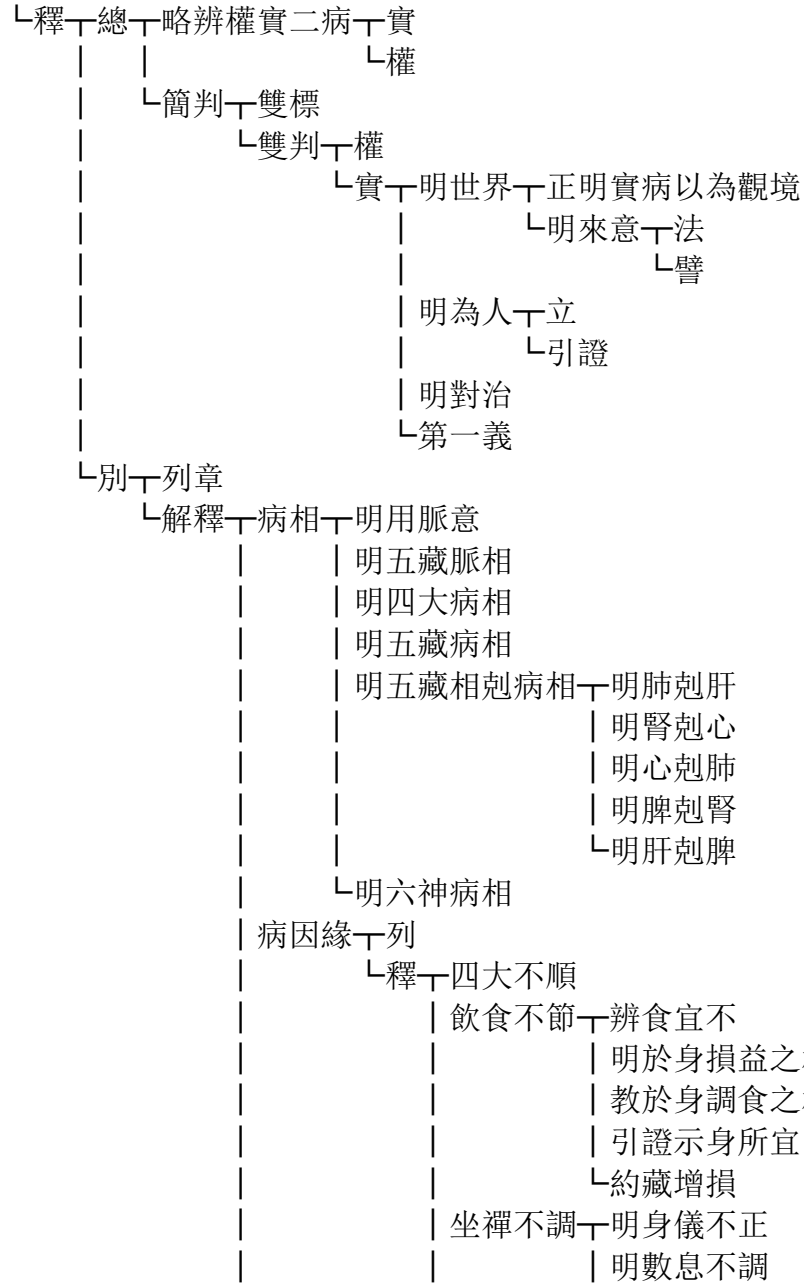 └釋┬總┬略辨權實二病┬實
│ │ └權
│ └簡判┬雙標
│ └雙判┬權
│ └實┬明世界┬正明實病以為觀境
│ │ └明來意┬法
│ │ └譬
│ │明為人┬立
│ │ └引證
│ │明對治
│ └第一義
└別┬列章
└解釋┬病相┬明用脈意
│ │明五藏脈相
│ │明四大病相
│ │明五藏病相
│ │明五藏相剋病相┬明肺剋肝
│ │ │明腎剋心
│ │ │明心剋肺
│ │ │明脾剋腎
│ │ └明肝剋脾
│ └明六神病相
│病因緣┬列
│ └釋┬四大不順
│ │飲食不節┬辨食宜不
│ │ │明於身損益之
│ │ │教於身調食之
│ │ │引證示身所宜
│ │ └約藏增損
│ │坐禪不調┬明身儀不正
│ │ │明數息不調